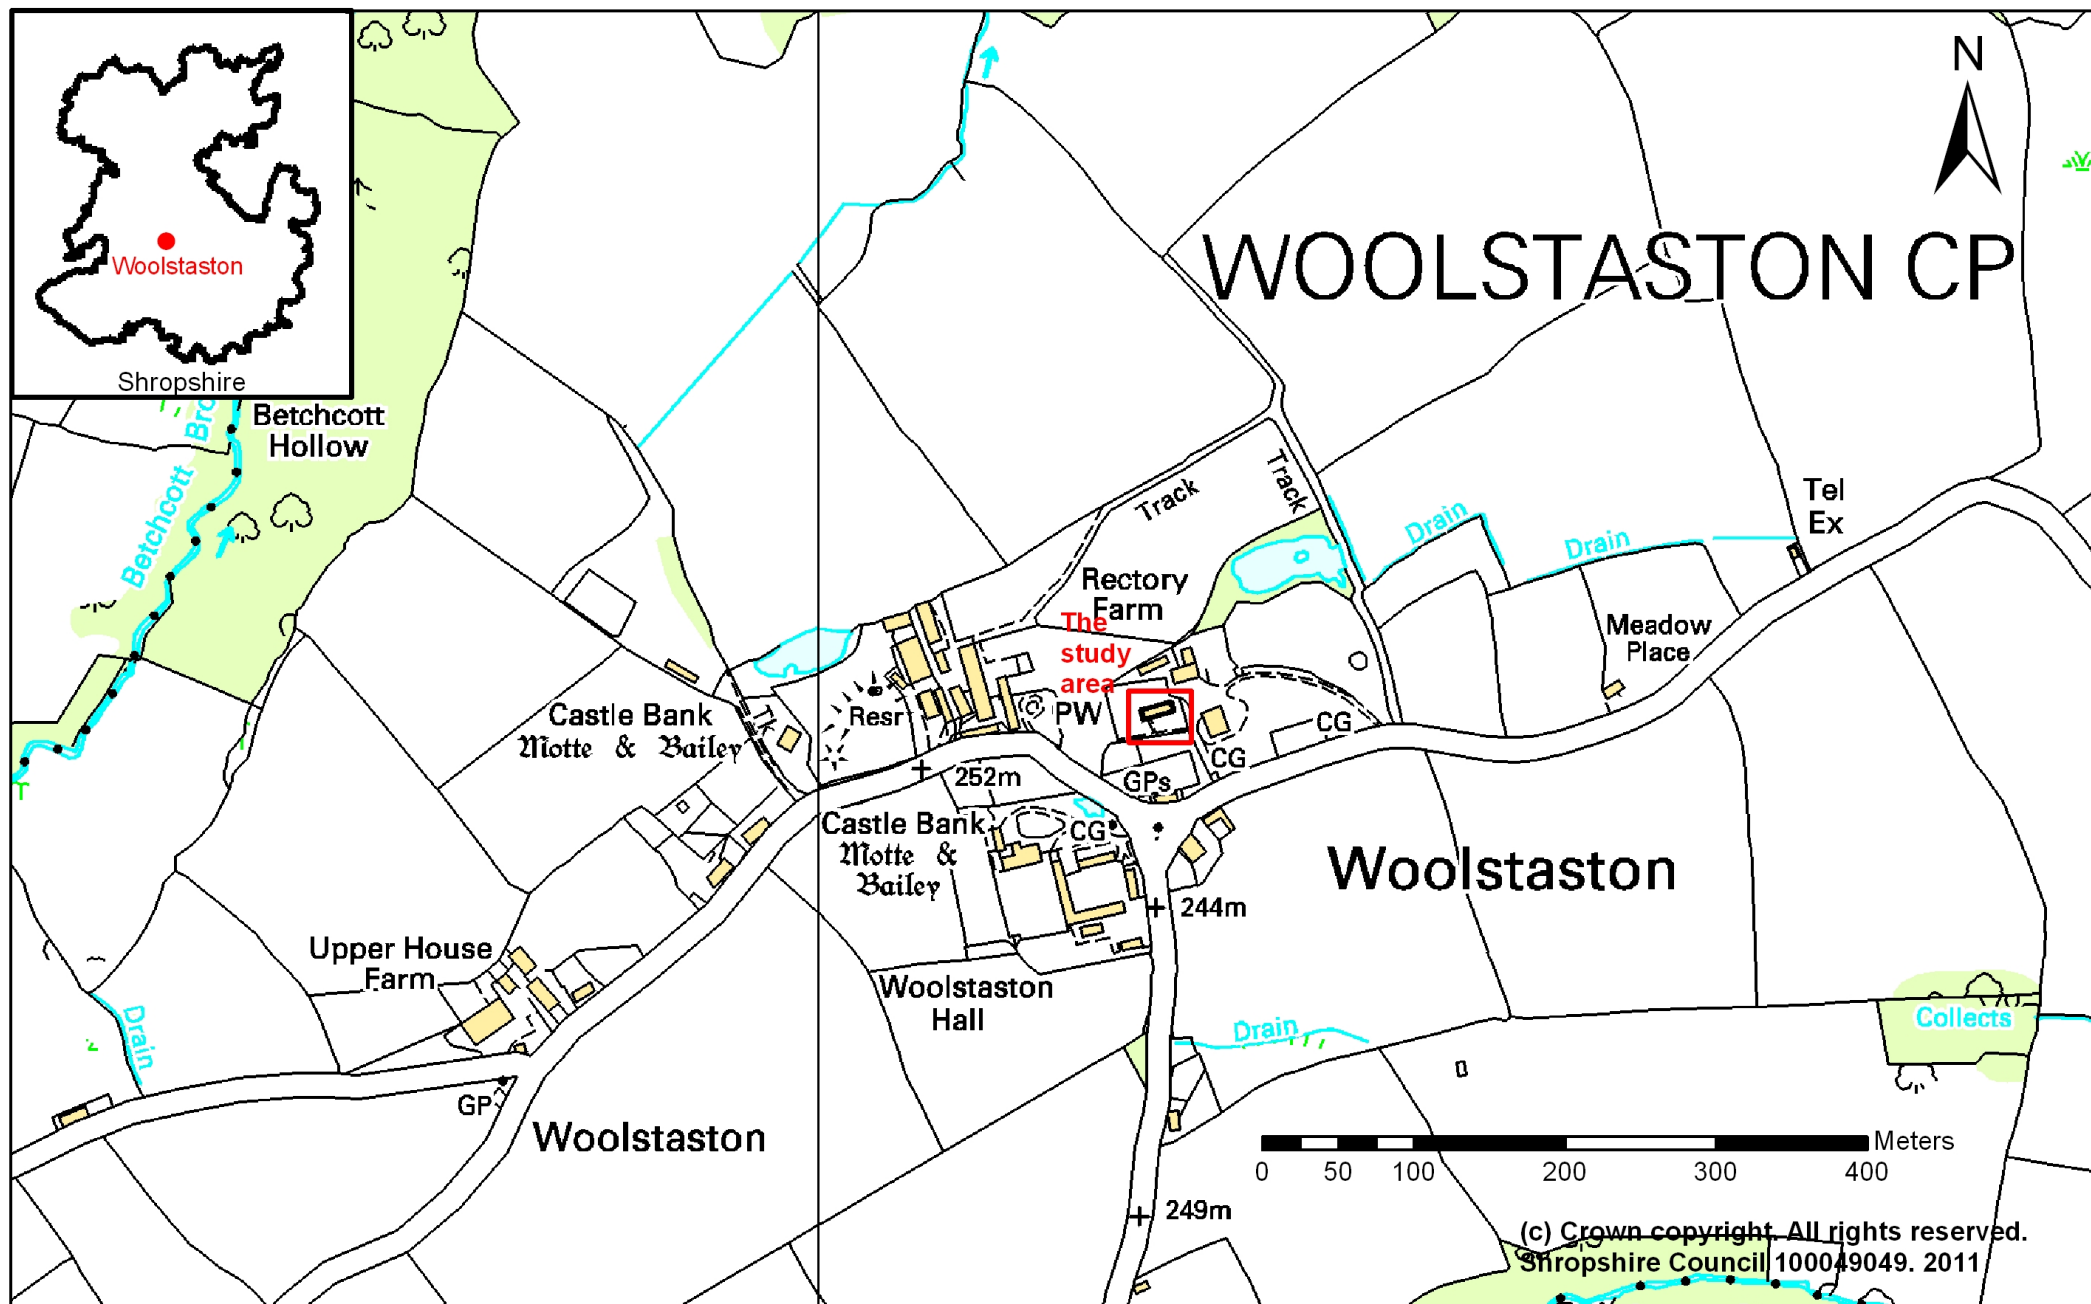 N
WOOLSTASTON CP
Woolstaston
Shropshire
Betchcott
Hollow
Betchcott Bro
Track
Track
Drain
Drain
Tel
Ex
Rectory
Farm
The
study
area
Meadow
Place
Castle Bank
Motte & Bailey
Tk
Resr
PW
CG
CG
252m
GPs
Castle Bank
Motte &
Bailey
CG
Woolstaston
244m
Upper House
Farm
Woolstaston
Hall
Drain
Drain
Collects
GP
Woolstaston
Meters
0 50 100 200 300 400
249m
(c) Crown copyright. All rights reserved.
Shropshire Council 100049049. 2011